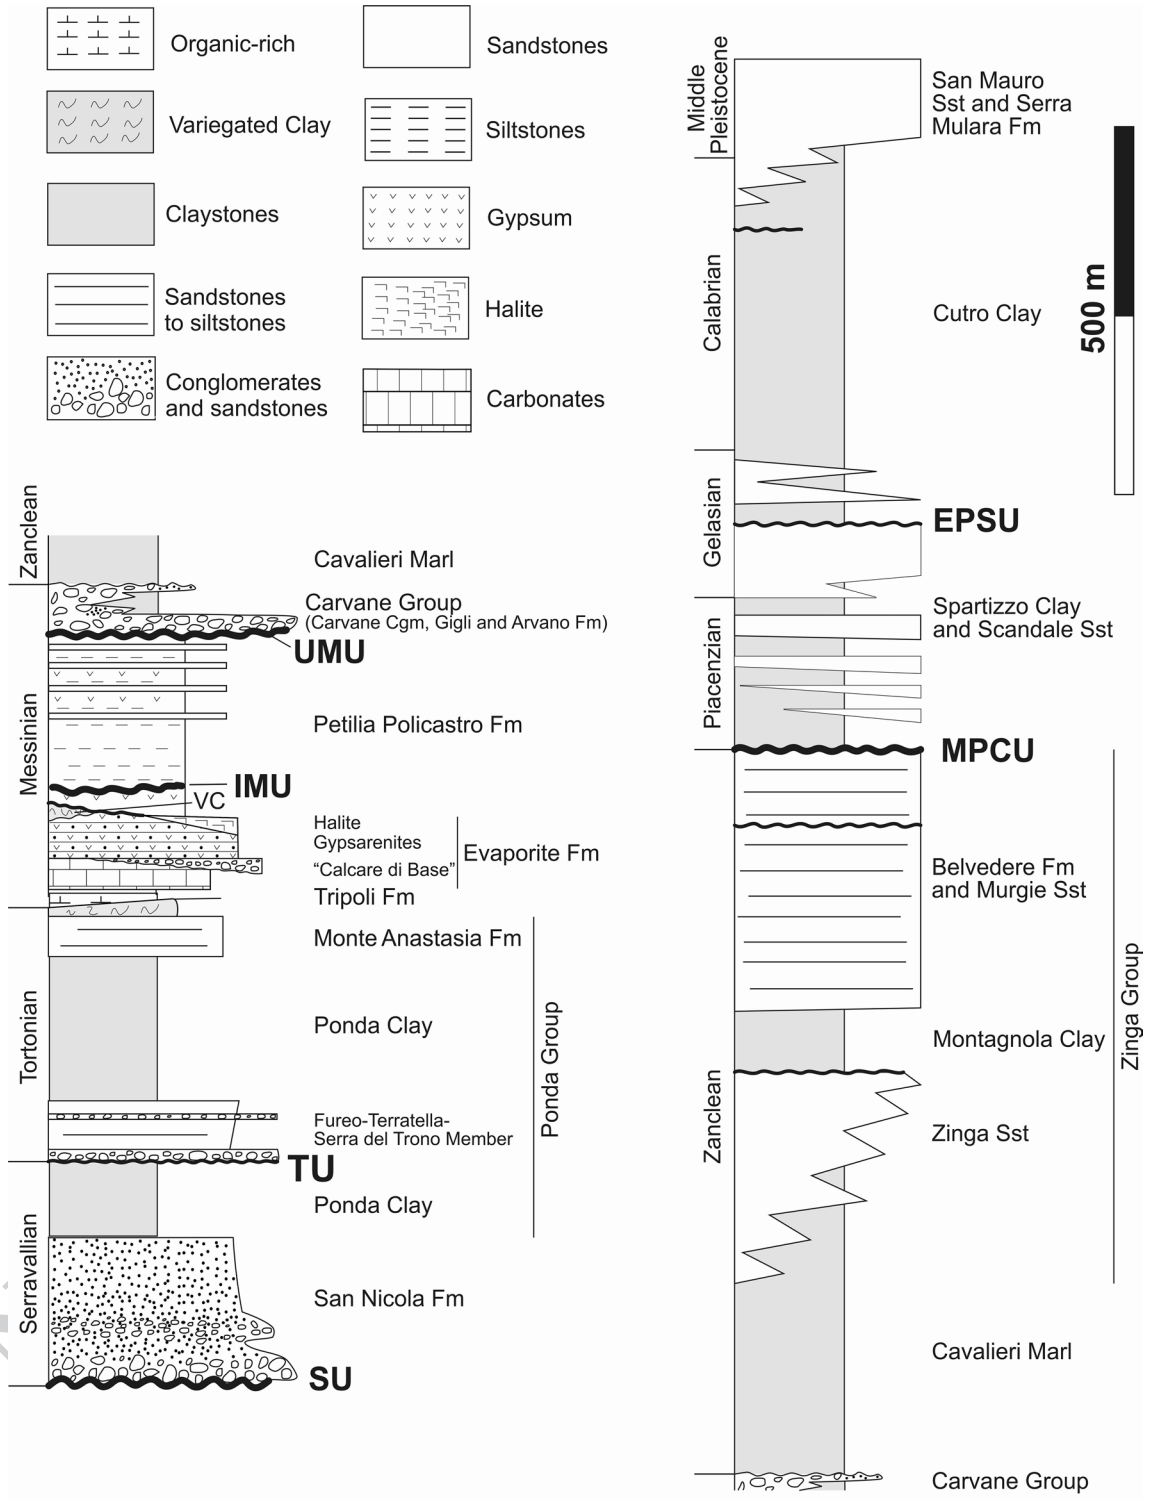 Organic-rich
Variegated Clay
Claystones
Sandstones
to siltstones
Conglomerates
and sandstones
Sandstones
Siltstones
Gypsum
Halite
Carbonates
Zanclean
Messinian
Tortonian
Serravallian
Cavalieri Marl
Carvane Group
(Carvane Cgm, Gigli and Arvano Fm)
UMU
Petilia Policastro Fm
IMU
VC
Halite
Gypsarenites
“Calcare di Base”
Evaporite Fm
Tripoli Fm
Monte Anastasia Fm
Ponda Clay
Fureo-Terratella-
Serra del Trono Member
TU
Ponda Clay
Ponda Group
San Nicola Fm
SU
Middle
Pleistocene
Calabrian
Gelasian
Piacenzian
Zanclean
San Mauro
Sst and Serra
Mulara Fm
500 m
Cutro Clay
EPSU
Spartizzo Clay
and Scandale Sst
MPCU
Belvedere Fm
and Murgie Sst
Montagnola Clay
Zinga Group
Zinga Sst
Cavalieri Marl
Carvane Group